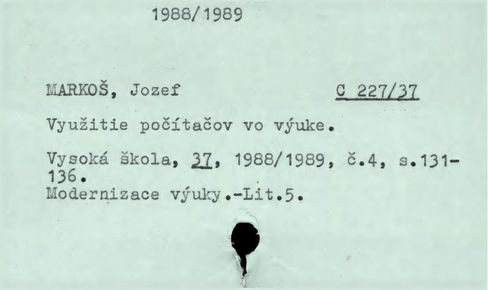 1988/1989
MARKOŠ, Jozef C 227/37
Využitie počítačov vo výuke.
Vysoká škola, 37, 1988/1989, č.4, s.131-
136.
Modernizace výuky.-Lit.5.